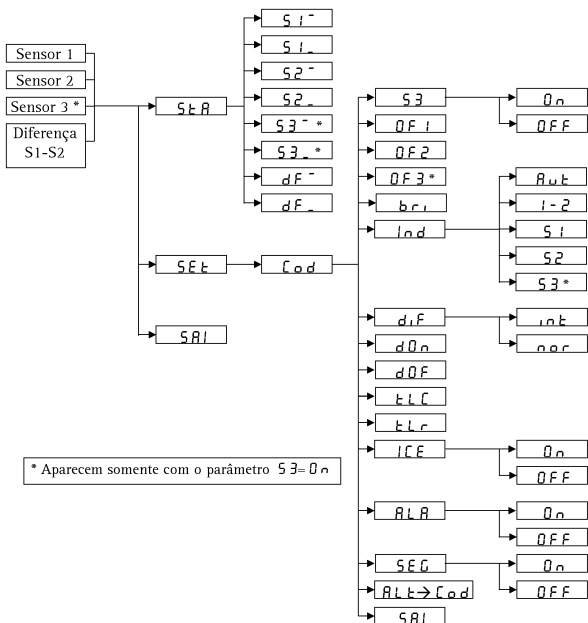 Sensor 1
Sensor 2
Sensor 3 *
Diferença
S1-S2
StA
S1¯
S1_
S2¯
S2_
S3¯ *
S3_ *
dF¯
dF_
SEt
Cod
SAI
S3
On
OFF
OF1
OF2
OF3*
bri
Ind
Aut
1-2
S1
S2
S3*
diF
int
nor
dOn
dOF
tLC
tLr
ICE
On
OFF
ALA
On
OFF
SEG
On
OFF
ALt→Cod
SAI
* Aparecem somente com o parâmetro S3=On